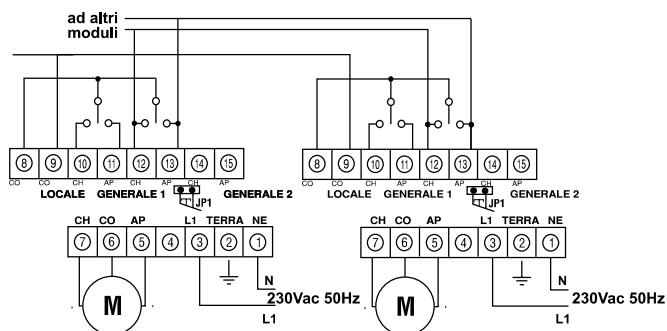 ad altri
moduli
8 9 10 11 12 13 14 15
CO CO CH AP CH AP CH AP
LOCALE GENERALE 1 GENERALE 2
JP1
CH CO AP L1 TERRA NE
7 6 5 4 3 2 1
M
N
230Vac 50Hz
L1
8 9 10 11 12 13 14 15
CO CO CH AP CH AP CH AP
LOCALE GENERALE 1 GENERALE 2
JP1
CH CO AP L1 TERRA NE
7 6 5 4 3 2 1
M
N
230Vac 50Hz
L1